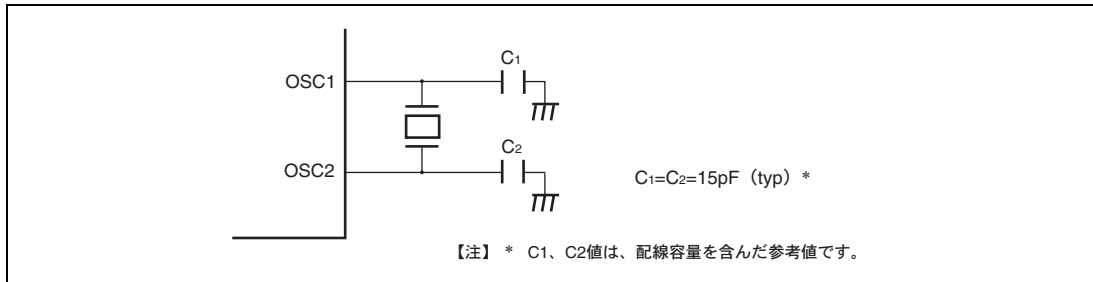 OSC1
C1
OSC2
C2
C1=C2=15pF（typ）*
【注】 * C1、C2値は、配線容量を含んだ参考値です。